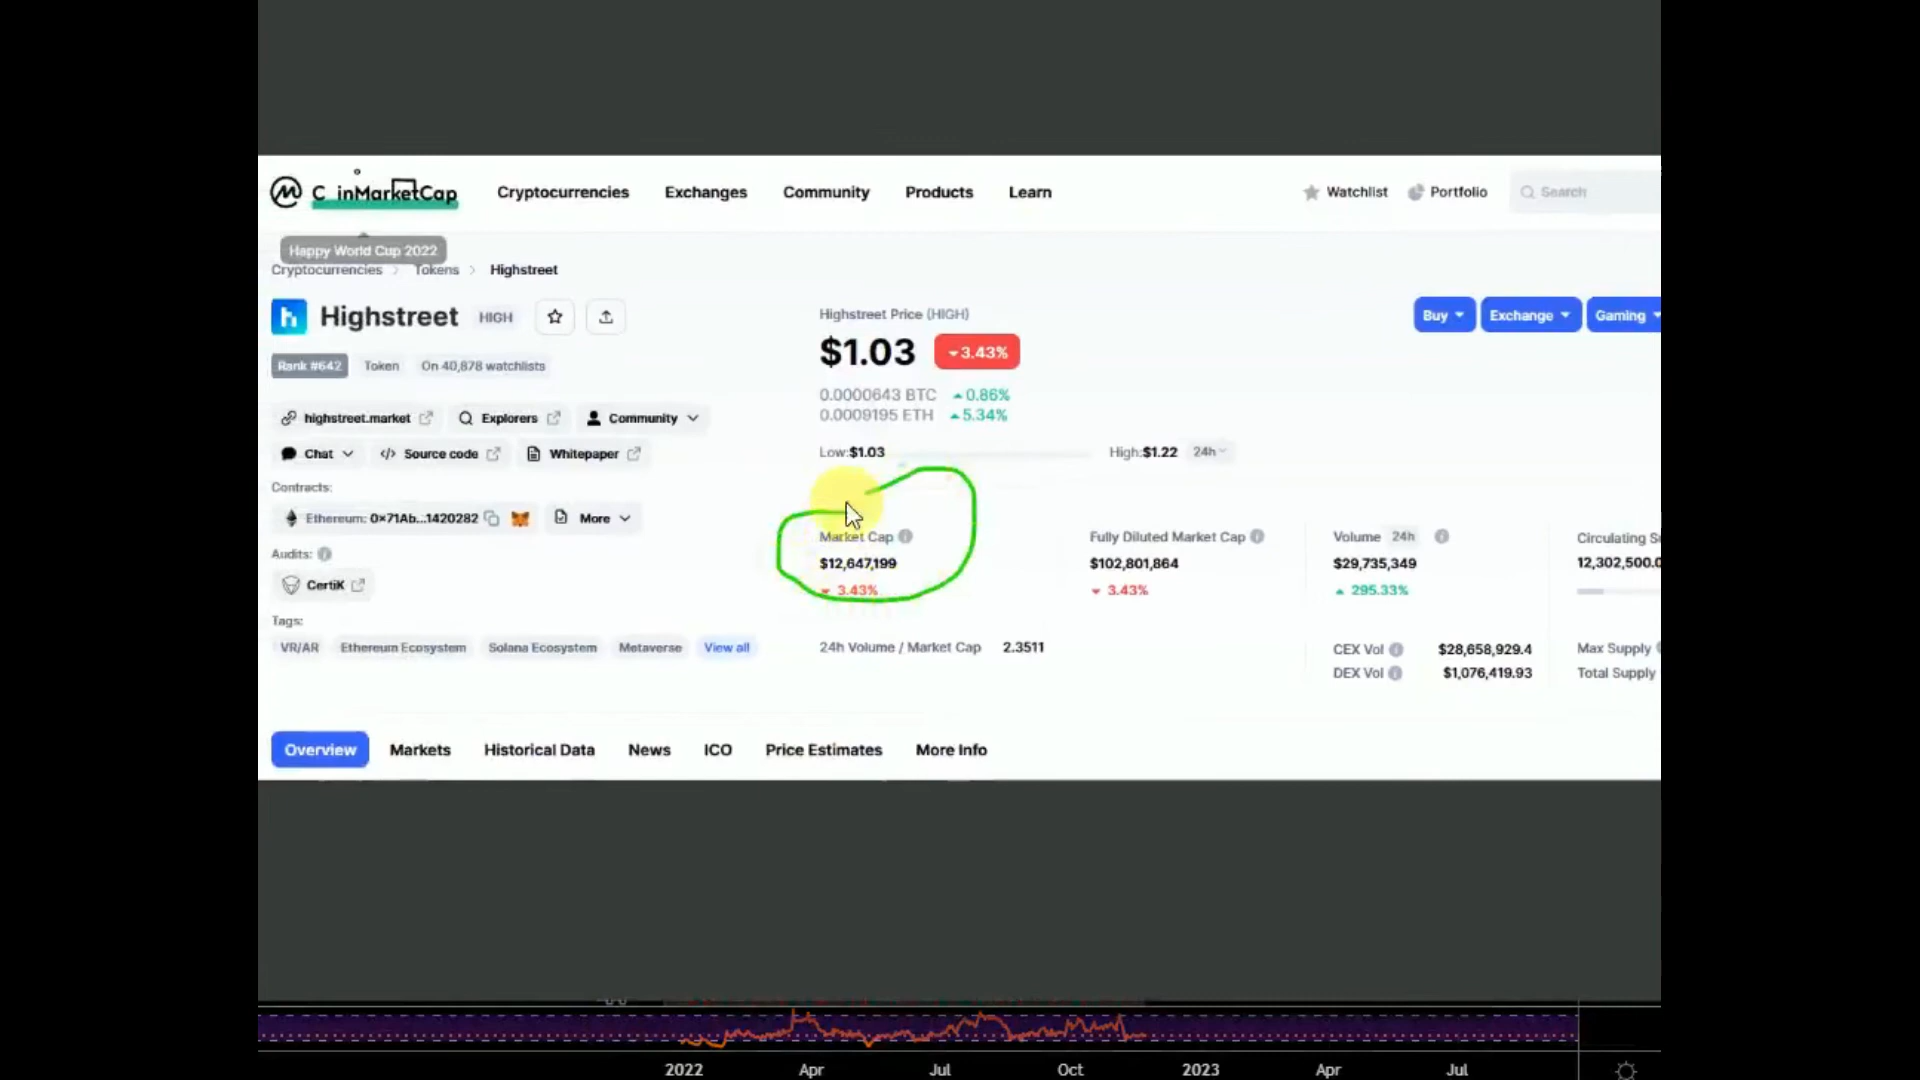 C inMarketCap Cryptocurrencies Exchanges Community Products Learn Watchlist Portfolio Search
Happy World Cup 2022
Cryptocurrencies > Tokens > Highstreet
h Highstreet HIGH
Rank #642 Token On 40,878 watchlists
highstreet.market Explorers Community
Chat Source code Whitepaper
Contracts:
Ethereum: 0x71Ab...1420282 More
Audits:
CertiK
Tags:
VR/AR Ethereum Ecosystem Solana Ecosystem Metaverse View all
Highstreet Price (HIGH)
$1.03 3.43%
0.0000643 BTC 0.86%
0.0009195 ETH 5.34%
Low:$1.03 High:$1.22 24h
Buy Exchange Gaming
Market Cap
$12,647,199
3.43%
24h Volume / Market Cap 2.3511
Fully Diluted Market Cap
$102,801,864
3.43%
Volume 24h
$29,735,349
295.33%
CEX Vol $28,658,929.4
DEX Vol $1,076,419.93
Circulating S
12,302,500.0
Max Supply
Total Supply
Overview Markets Historical Data News ICO Price Estimates More Info
2022 Apr Jul Oct 2023 Apr Jul